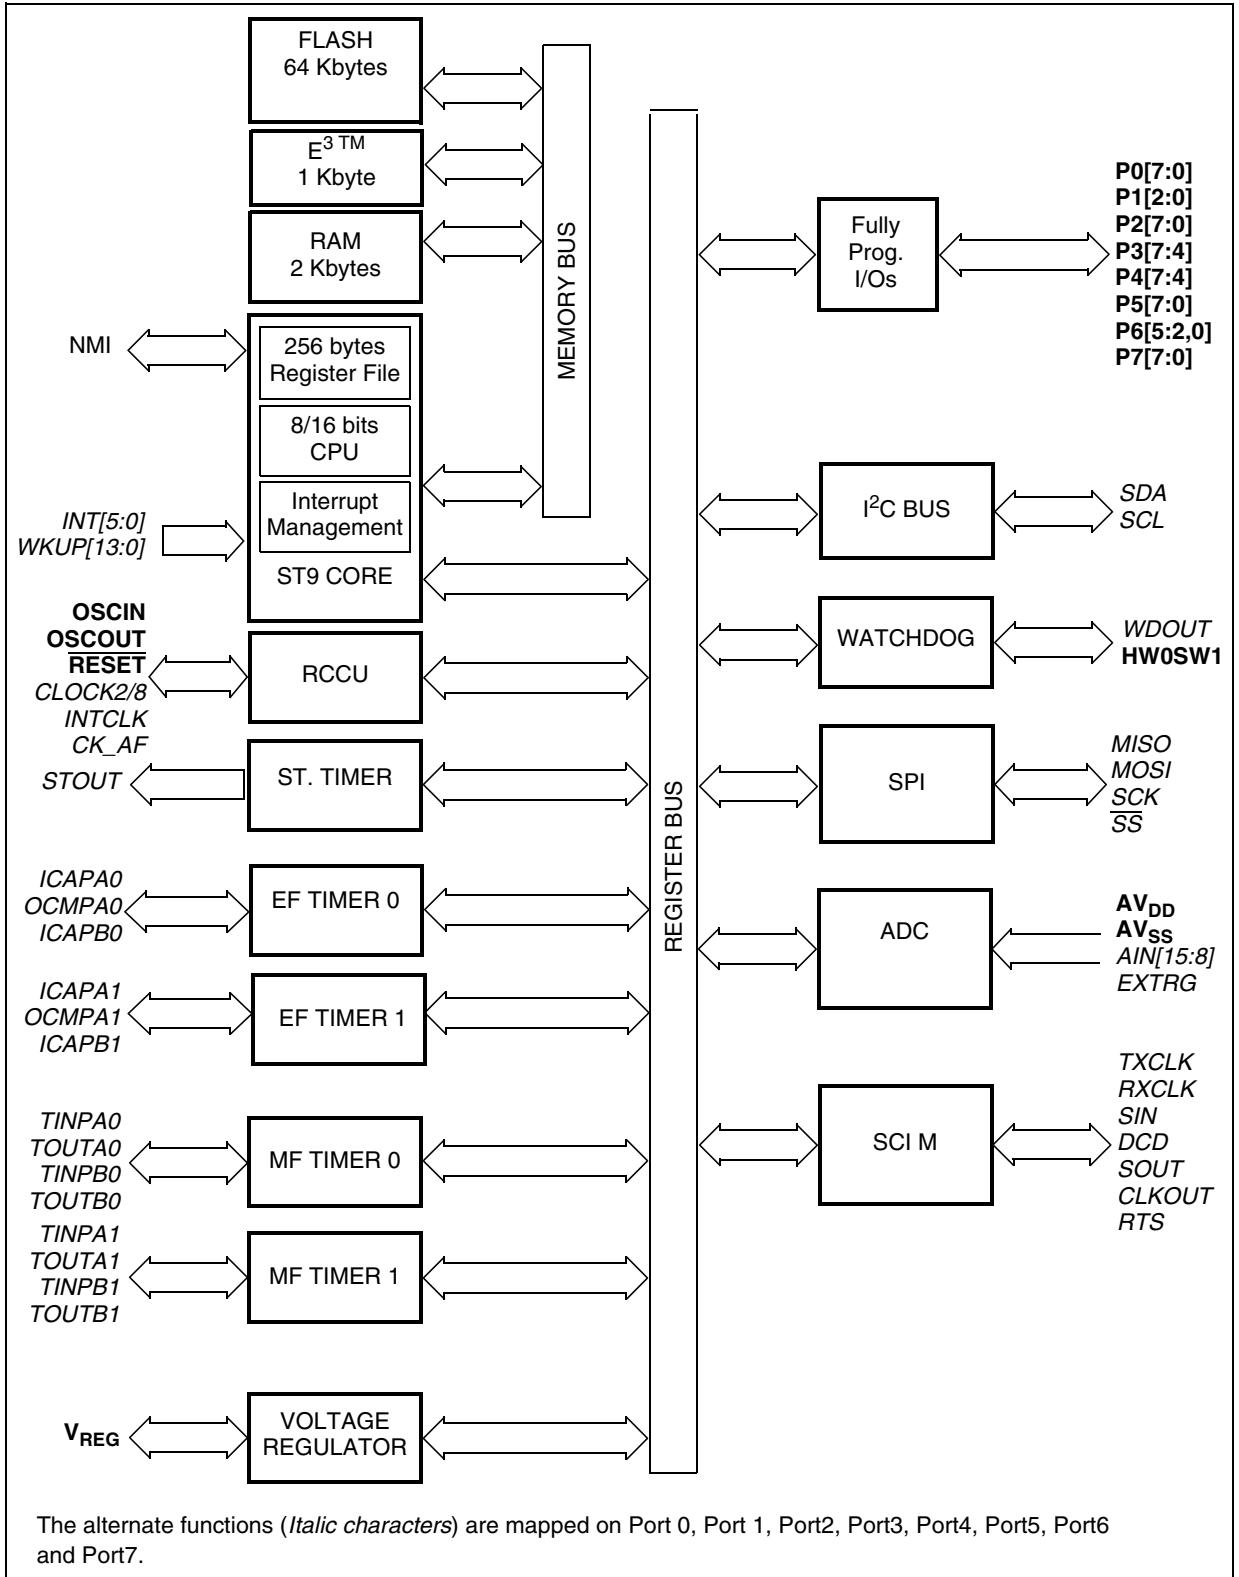 FLASH
64 Kbytes
E³ ™
1 Kbyte
RAM
2 Kbytes
MEMORY BUS
NMI
256 bytes
Register File
8/16 bits
CPU
Interrupt
Management
ST9 CORE
INT[5:0]
WKUP[13:0]
OSCIN
OSCOUT
RESET
CLOCK2/8
INTCLK
CK_AF
RCCU
STOUT
ST. TIMER
ICAPA0
OCMPA0
ICAPB0
EF TIMER 0
ICAPA1
OCMPA1
ICAPB1
EF TIMER 1
TINPA0
TOUTA0
TINPB0
TOUTB0
MF TIMER 0
TINPA1
TOUTA1
TINPB1
TOUTB1
MF TIMER 1
VREG
VOLTAGE
REGULATOR
REGISTER BUS
Fully
Prog.
I/Os
P0[7:0]
P1[2:0]
P2[7:0]
P3[7:4]
P4[7:4]
P5[7:0]
P6[5:2,0]
P7[7:0]
I²C BUS
SDA
SCL
WATCHDOG
WDOUT
HW0SW1
SPI
MISO
MOSI
SCK
SS
ADC
AVDD
AVSS
AIN[15:8]
EXTRG
SCI M
TXCLK
RXCLK
SIN
DCD
SOUT
CLKOUT
RTS
The alternate functions (Italic characters) are mapped on Port 0, Port 1, Port2, Port3, Port4, Port5, Port6
and Port7.